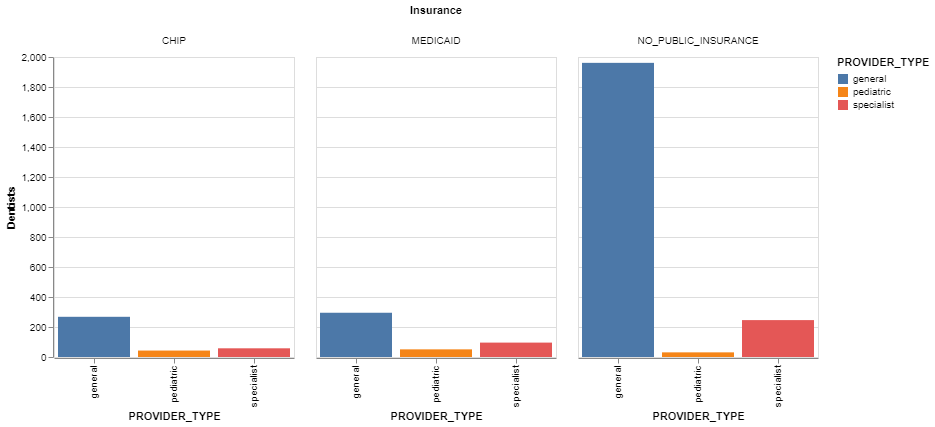 Insurance
CHIP
MEDICAID
NO_PUBLIC_INSURANCE
Dentists
2,000
1,800
1,600
1,400
1,200
1,000
800
600
400
200
0
general
pediatric
specialist
general
pediatric
specialist
general
pediatric
specialist
PROVIDER_TYPE
PROVIDER_TYPE
PROVIDER_TYPE
PROVIDER_TYPE
general
pediatric
specialist